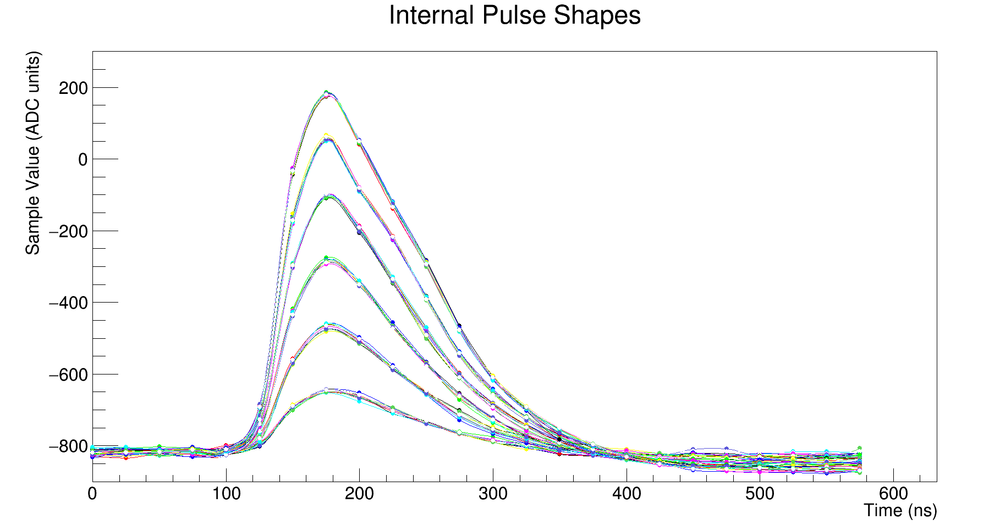 Internal Pulse Shapes
Sample Value (ADC units)
200
0
−200
−400
−600
−800
0 100 200 300 400 500 600
Time (ns)